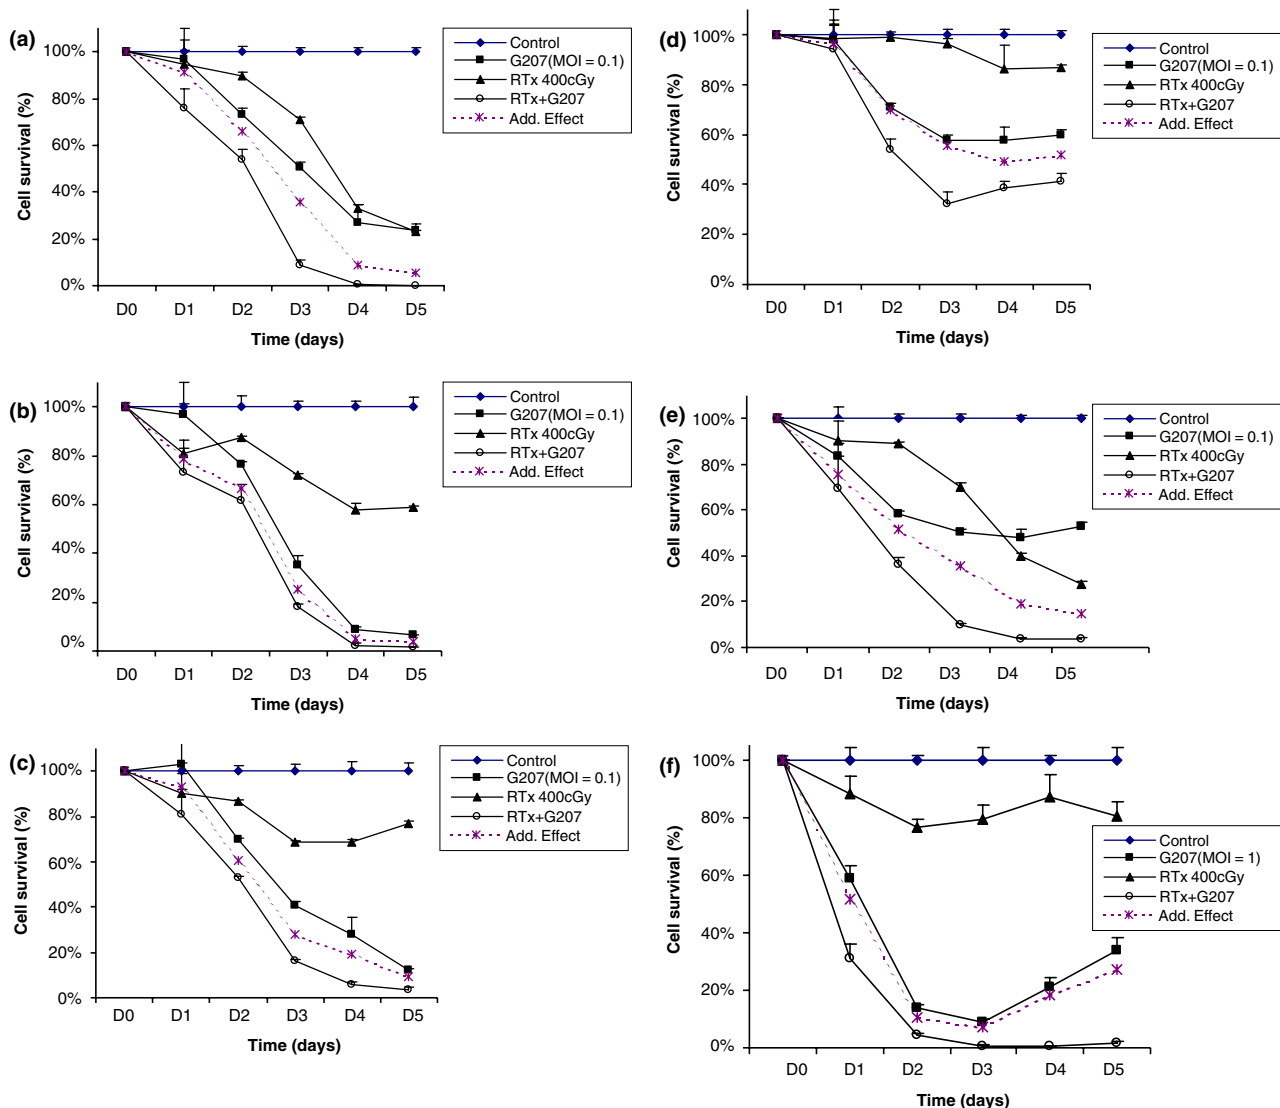 (a)
100%
80%
60%
40%
20%
0%
Cell survival (%)
D0 D1 D2 D3 D4 D5
Time (days)
Control
G207(MOI = 0.1)
RTx 400cGy
RTx+G207
Add. Effect
(b)
100%
80%
60%
40%
20%
0%
Cell survival (%)
D0 D1 D2 D3 D4 D5
Time (days)
Control
G207(MOI = 0.1)
RTx 400cGy
RTx+G207
Add. Effect
(c)
100%
80%
60%
40%
20%
0%
Cell survival (%)
D0 D1 D2 D3 D4 D5
Time (days)
Control
G207(MOI = 0.1)
RTx 400cGy
RTx+G207
Add. Effect
(d)
100%
80%
60%
40%
20%
0%
Cell survival (%)
D0 D1 D2 D3 D4 D5
Time (days)
Control
G207(MOI = 0.1)
RTx 400cGy
RTx+G207
Add. Effect
(e)
100%
80%
60%
40%
20%
0%
Cell survival (%)
D0 D1 D2 D3 D4 D5
Time (days)
Control
G207(MOI = 0.1)
RTx 400cGy
RTx+G207
Add. Effect
(f)
100%
80%
60%
40%
20%
0%
Cell survival (%)
D0 D1 D2 D3 D4 D5
Time (days)
Control
G207(MOI = 1)
RTx 400cGy
RTx+G207
Add. Effect